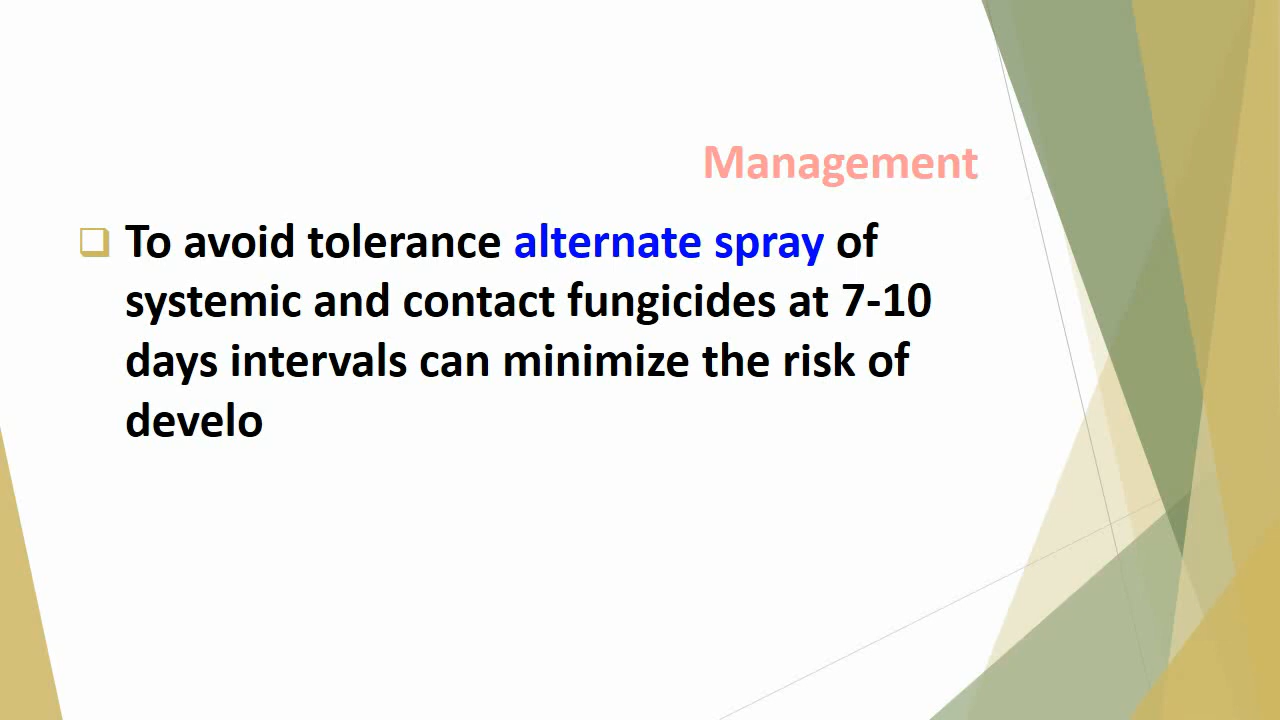 Management
To avoid tolerance alternate spray of
systemic and contact fungicides at 7-10
days intervals can minimize the risk of
develo